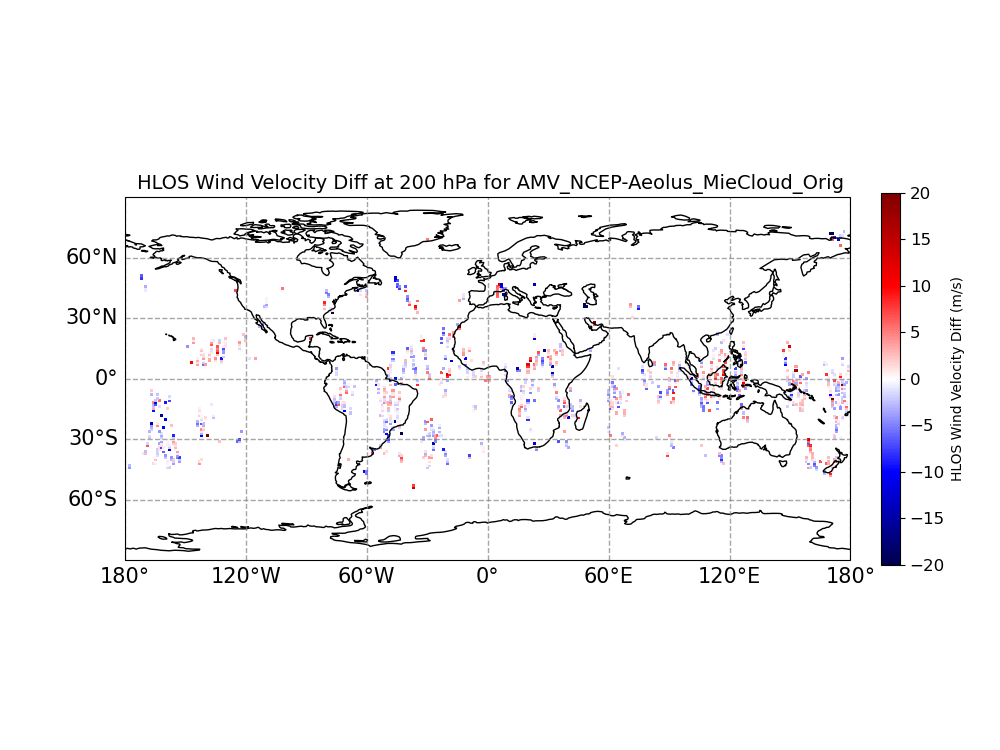 HLOS Wind Velocity Diff at 200 hPa for AMV_NCEP-Aeolus_MieCloud_Orig
60°N
30°N
0°
30°S
60°S
180°
120°W
60°W
0°
60°E
120°E
180°
20
15
10
5
0
−5
−10
−15
−20
HLOS Wind Velocity Diff (m/s)